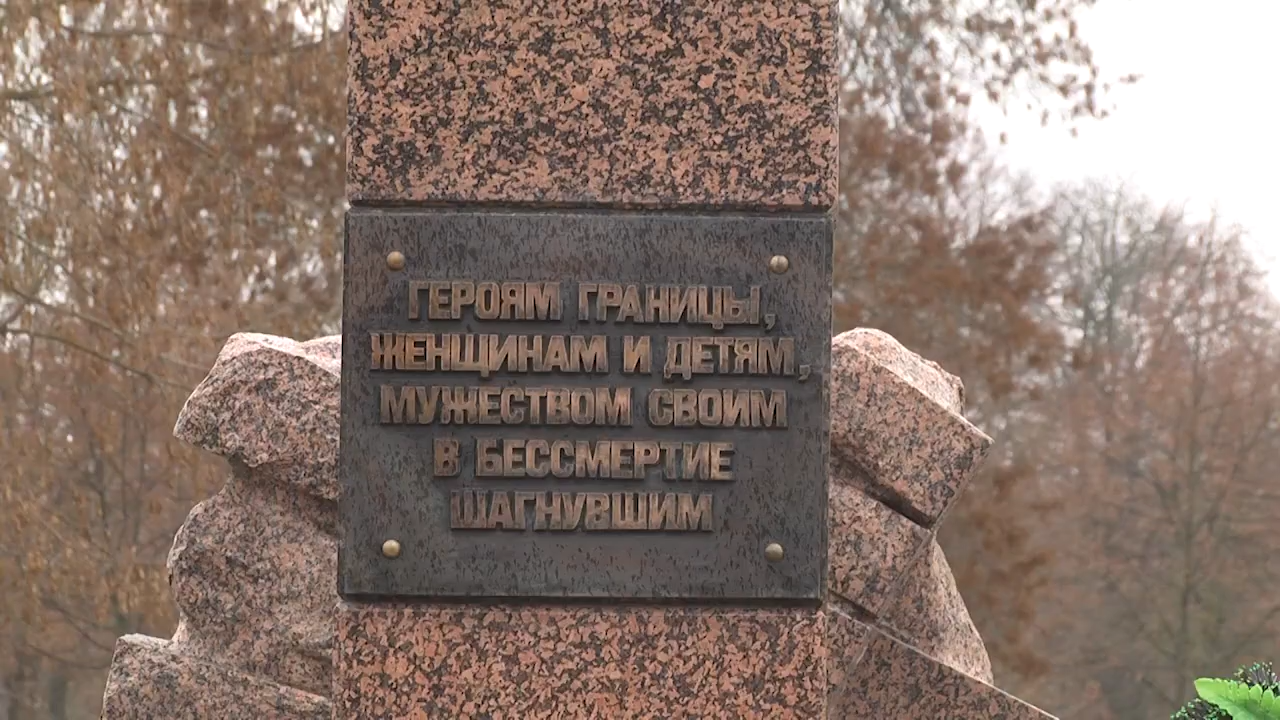 ГЕРОЯМ ГРАНИЦЫ,
ЖЕНЩИНАМ И ДЕТЯМ,
МУЖЕСТВОМ СВОИМ
В БЕССМЕРТИЕ
ШАГНУВШИМ